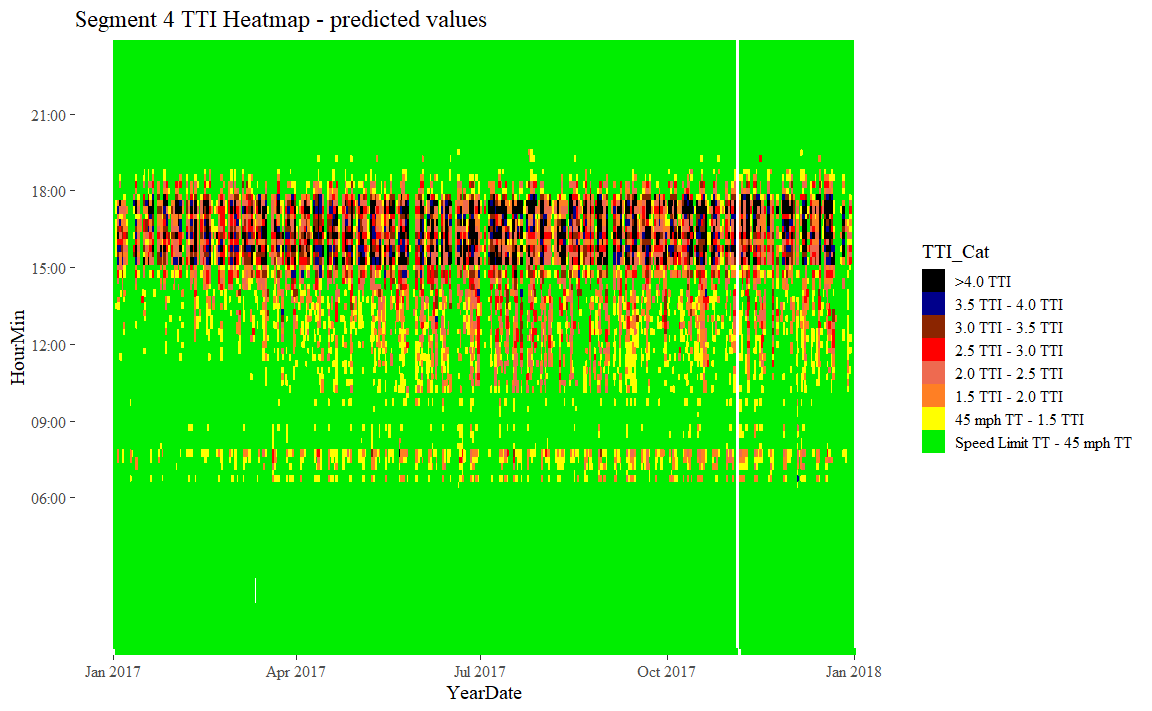 Segment 4 TTI Heatmap - predicted values
21:00
18:00
15:00
12:00
09:00
06:00
HourMin
Jan 2017
Apr 2017
Jul 2017
Oct 2017
Jan 2018
YearDate
TTI_Cat
>4.0 TTI
3.5 TTI - 4.0 TTI
3.0 TTI - 3.5 TTI
2.5 TTI - 3.0 TTI
2.0 TTI - 2.5 TTI
1.5 TTI - 2.0 TTI
45 mph TT - 1.5 TTI
Speed Limit TT - 45 mph TT